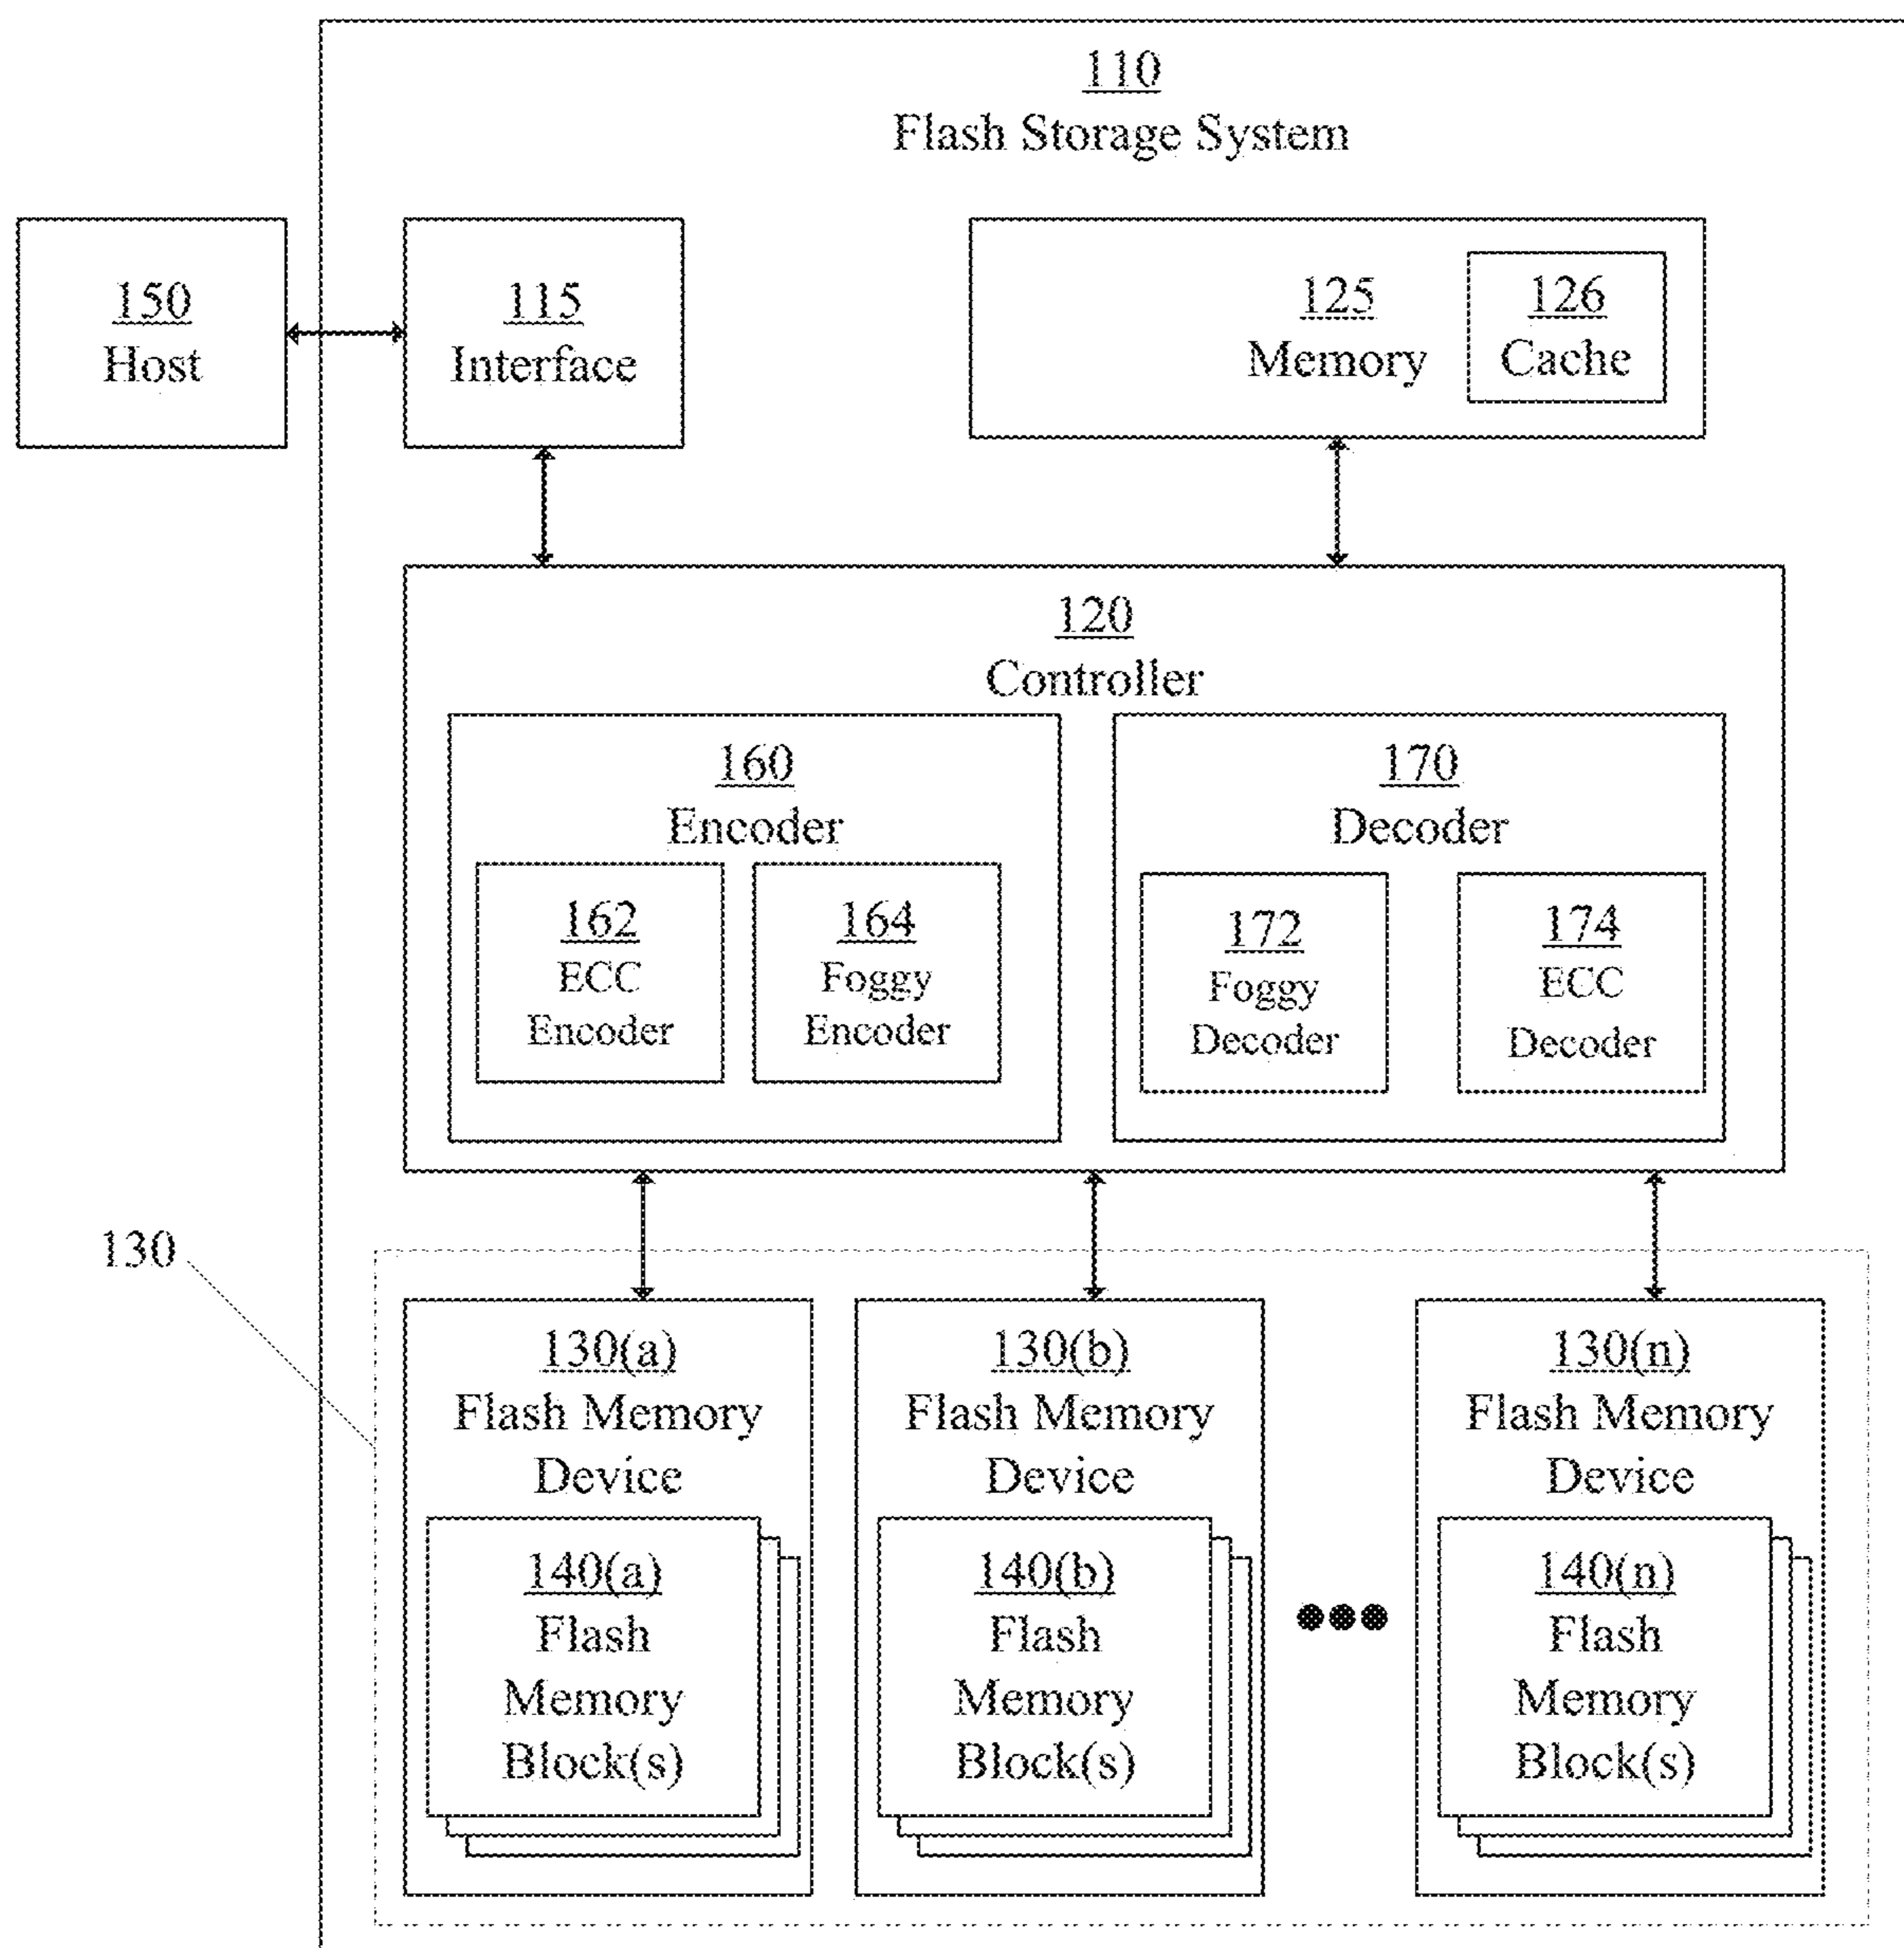 110
Flash Storage System
150
Host
115
Interface
125
Memory
126
Cache
120
Controller
160
Encoder
162
ECC
Encoder
164
Foggy
Encoder
170
Decoder
172
Foggy
Decoder
174
ECC
Decoder
130
130(a)
Flash Memory
Device
140(a)
Flash
Memory
Block(s)
130(b)
Flash Memory
Device
140(b)
Flash
Memory
Block(s)
130(n)
Flash Memory
Device
140(n)
Flash
Memory
Block(s)